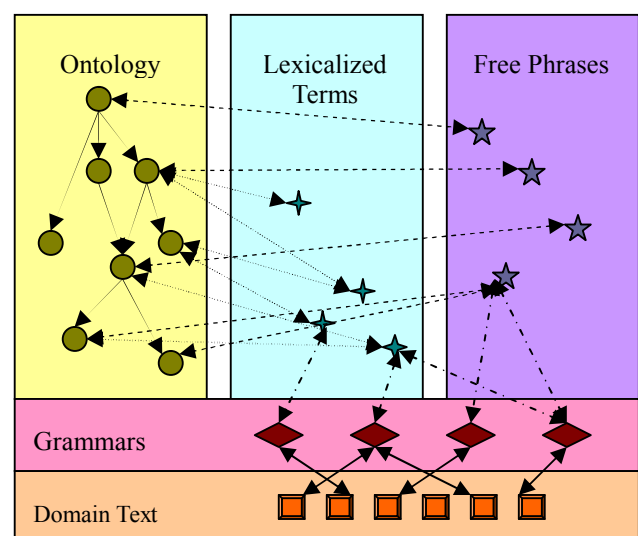 Ontology
Lexicalized
Terms
Free Phrases
Grammars
Domain Text